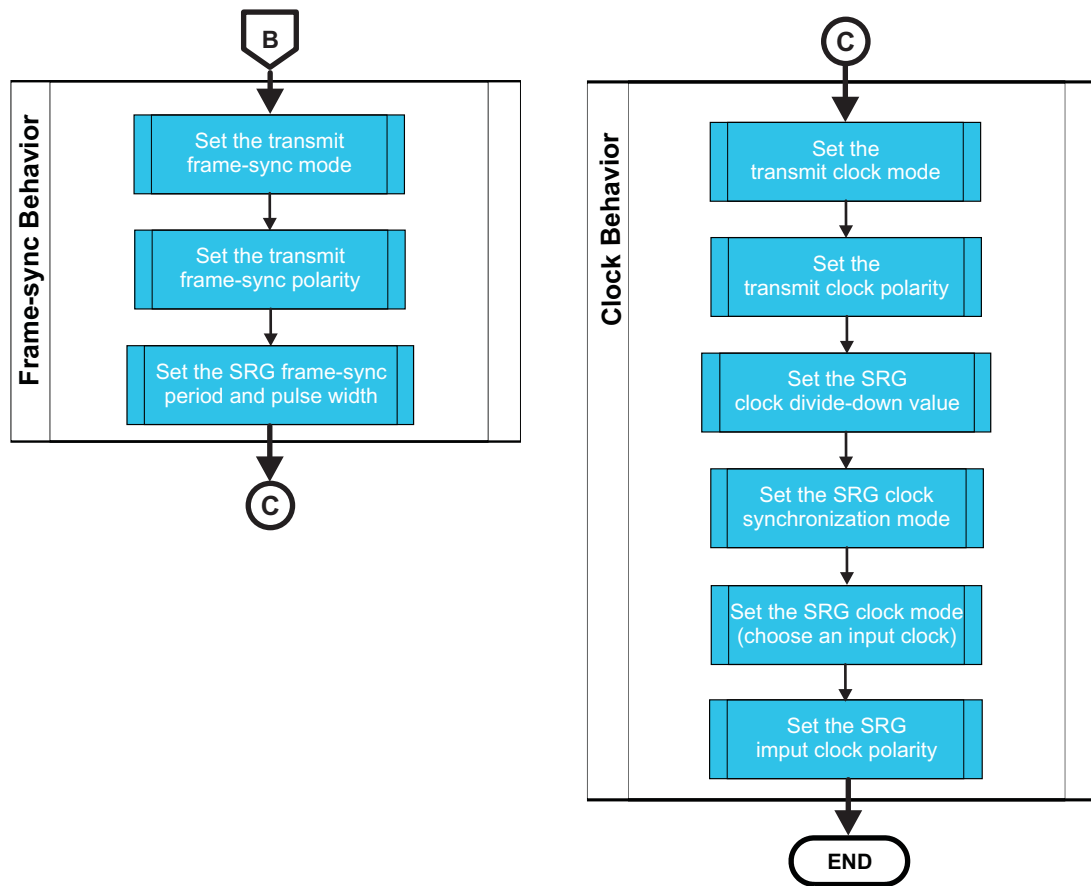 B
Frame-sync Behavior
Set the transmit
frame-sync mode
Set the transmit
frame-sync polarity
Set the SRG frame-sync
period and pulse width
C
C
Clock Behavior
Set the
transmit clock mode
Set the
transmit clock polarity
Set the SRG
clock divide-down value
Set the SRG clock
synchronization mode
Set the SRG clock mode
(choose an input clock)
Set the SRG
imput clock polarity
END